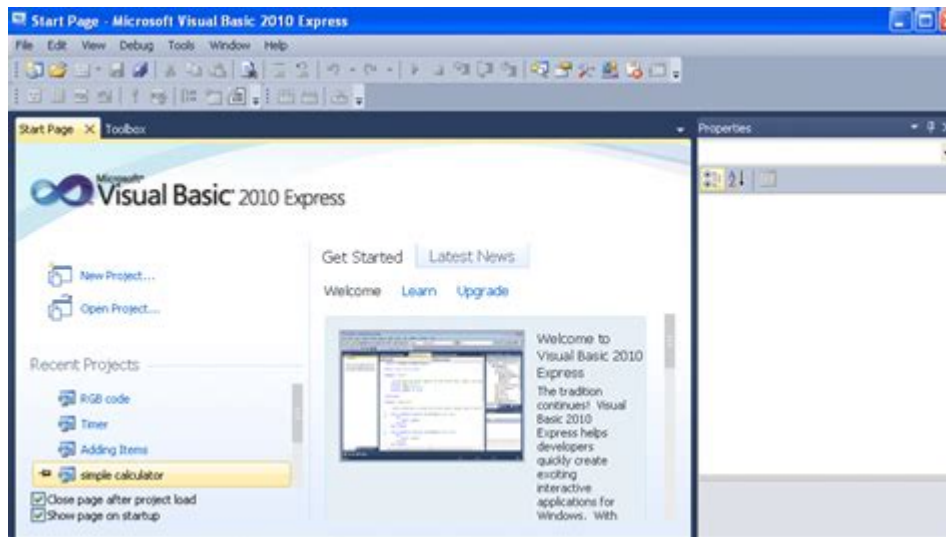 Start Page - Microsoft Visual Basic 2010 Express
File Edit View Debug Tools Window Help
Start Page Toolbox
Properties
Microsoft
Visual Basic 2010 Express
New Project...
Open Project...
Recent Projects
RGB code
Timer
Adding Items
simple calculator
Close page after project load
Show page on startup
Get Started Latest News
Welcome Learn Upgrade
Welcome to
Visual Basic 2010
Express
The tradition
continues! Visual
Basic 2010
Express helps
developers
quickly create
exciting
interactive
applications for
Windows. With